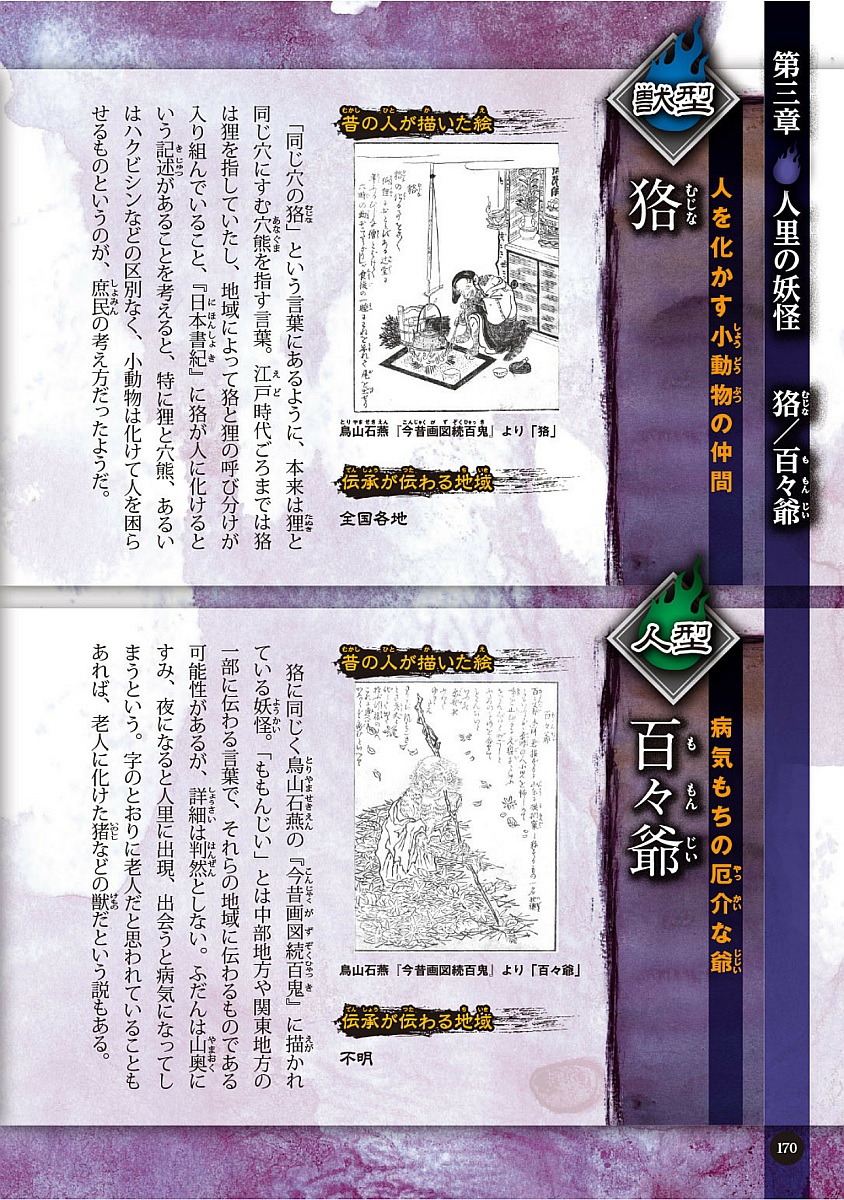 第三章 人里の妖怪 狢／百々爺
獣型
人を化かす小動物の仲間
狢
昔の人が描いた絵
鳥山石燕『今昔画図続百鬼』より「狢」
伝承が伝わる地域
全国各地
「同じ穴の狢」という言葉にあるように、本来は狸と
同じ穴にすむ穴熊を指す言葉。江戸時代ごろまでは狢
は狸を指していたし、地域によって狢と狸の呼び分けが
入り組んでいること、『日本書紀』に狢が人に化けると
いう記述があることを考えると、特に狸と穴熊、あるい
はハクビシンなどの区別なく、小動物は化けて人を困ら
せるものというのが、庶民の考え方だったようだ。
人型
病気もちの厄介な爺
百々爺
昔の人が描いた絵
鳥山石燕『今昔画図続百鬼』より「百々爺」
伝承が伝わる地域
不明
狢に同じく鳥山石燕の『今昔画図続百鬼』に描かれ
ている妖怪。「ももんじい」とは中部地方や関東地方の
一部に伝わる言葉で、それらの地域に伝わるものである
可能性があるが、詳細は判然としない。ふだんは山奥に
すみ、夜になると人里に出現、出会うと病気になってし
まうという。字のとおりに老人だと思われていることも
あれば、老人に化けた猪などの獣だという説もある。
170